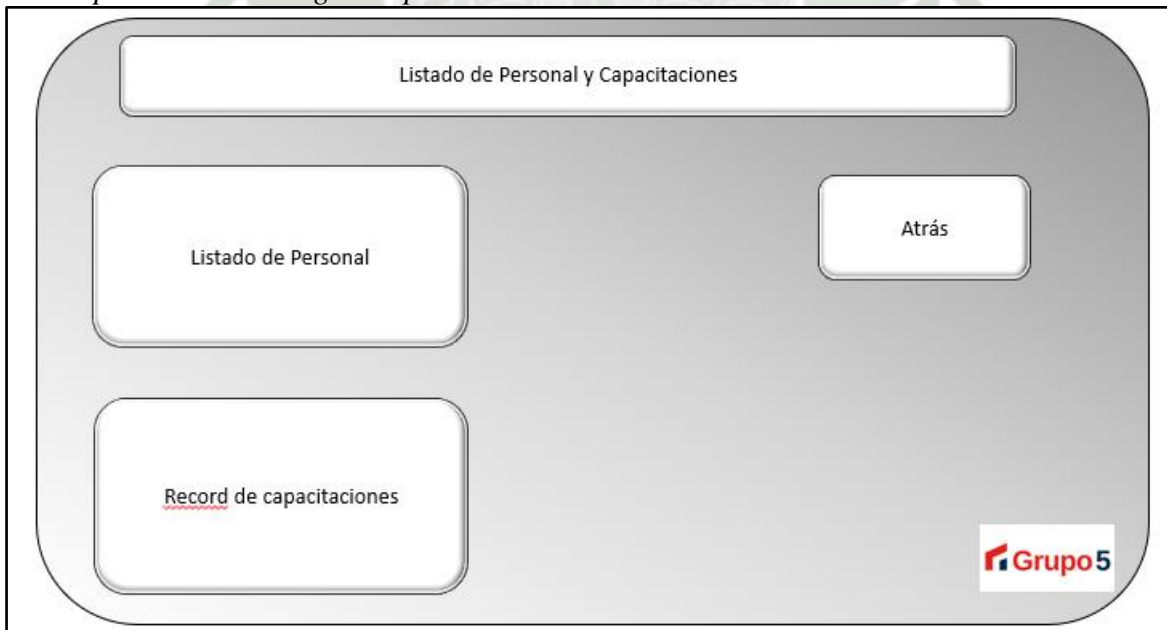 Listado de Personal y Capacitaciones
Listado de Personal
Atrás
Record de capacitaciones
Grupo5